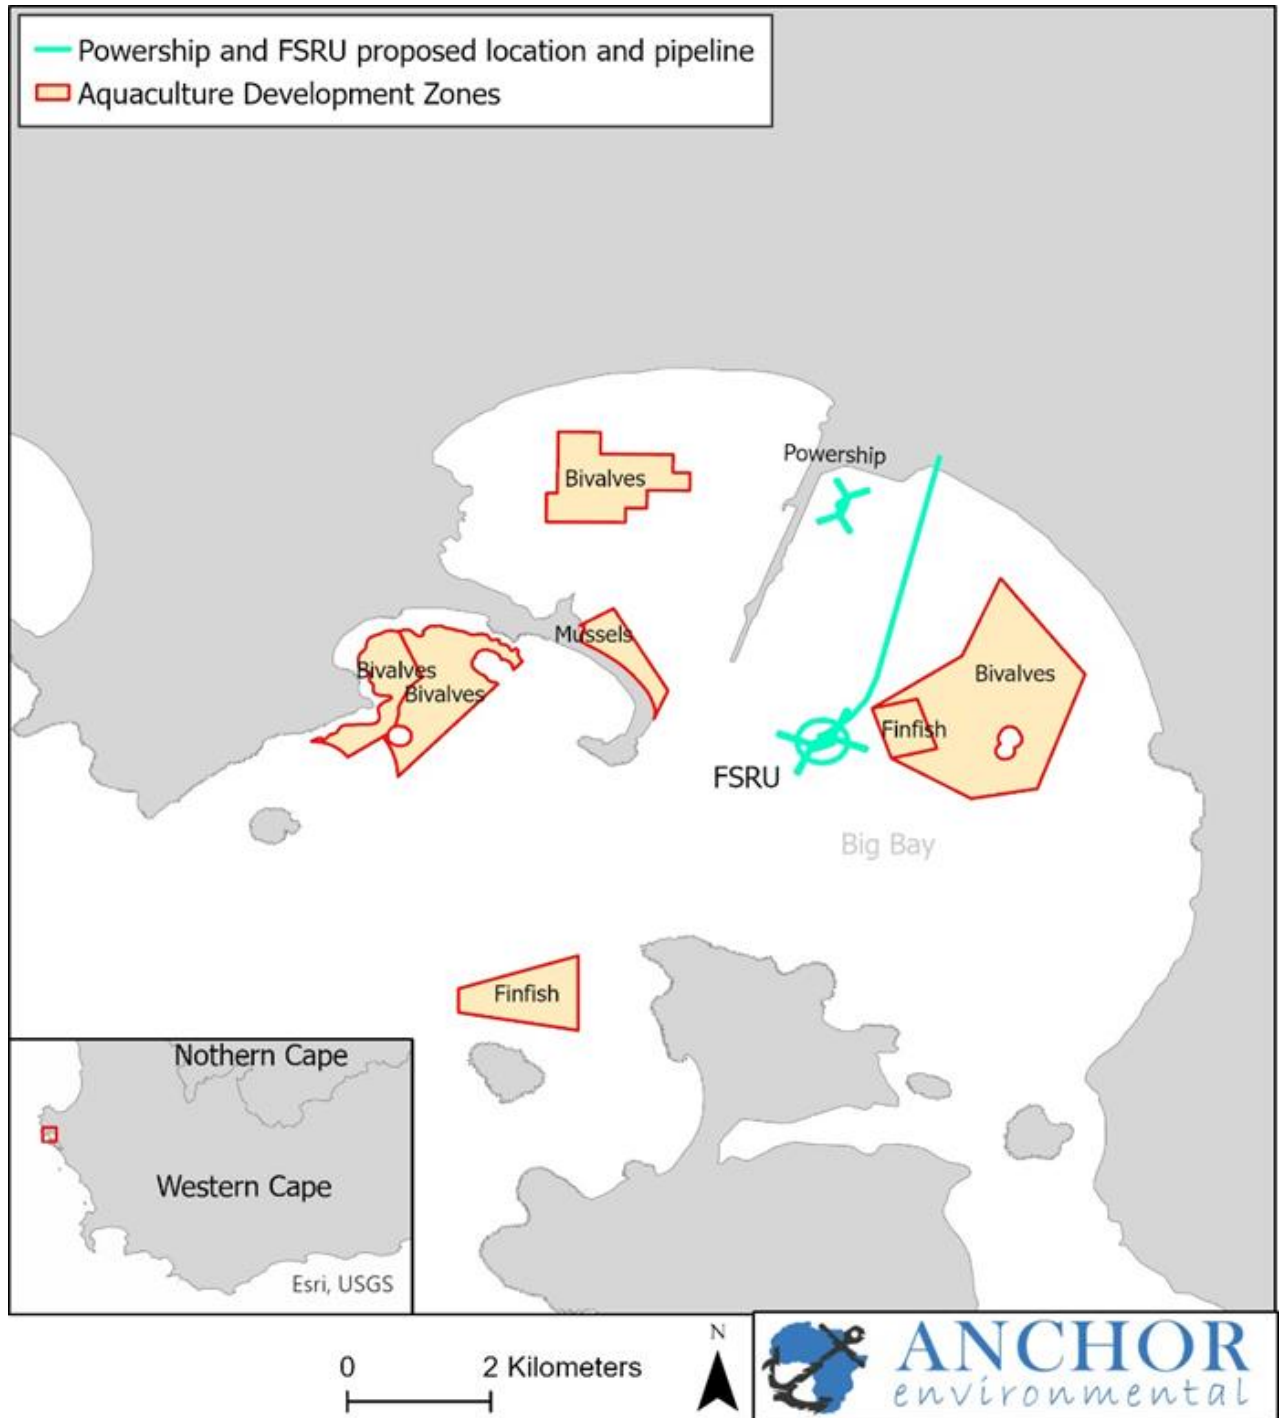 Powership and FSRU proposed location and pipeline
Aquaculture Development Zones
Powership
Bivalves
Mussels
Bivalves
Bivalves
Bivalves
Finfish
FSRU
Big Bay
Finfish
Nothern Cape
Western Cape
Esri, USGS
N
0 2 Kilometers
ANCHOR
environmental